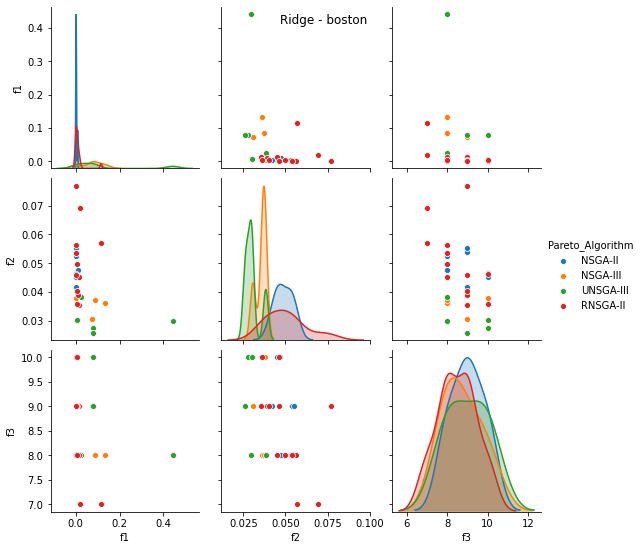 Ridge - boston
f1
0.4
0.3
0.2
0.1
0.0
f2
0.07
0.06
0.05
0.04
0.03
Pareto_Algorithm
NSGA-II
NSGA-III
UNSGA-III
RNSGA-II
f3
10.0
9.5
9.0
8.5
8.0
7.5
7.0
0.0 0.2 0.4
f1
0.025 0.050 0.075 0.100
f2
6 8 10 12
f3